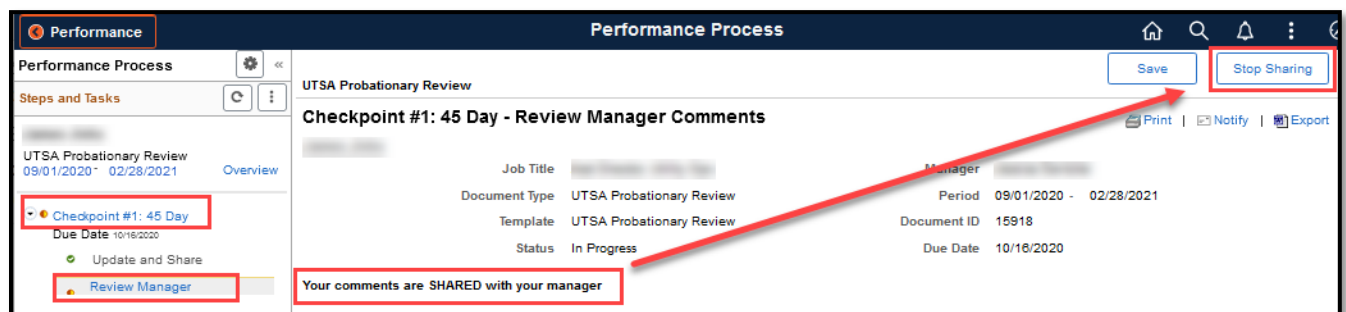 Performance
Performance Process
Performance Process
«
Save
Stop Sharing
Steps and Tasks
UTSA Probationary Review
Checkpoint #1: 45 Day - Review Manager Comments
Print | Notify | Export
UTSA Probationary Review
09/01/2020 - 02/28/2021 Overview
Job Title
Manager
Document Type UTSA Probationary Review Period 09/01/2020 - 02/28/2021
Checkpoint #1: 45 Day
Template UTSA Probationary Review Document ID 15918
Due Date 10/16/2020
Status In Progress Due Date 10/16/2020
Update and Share
Review Manager
Your comments are SHARED with your manager